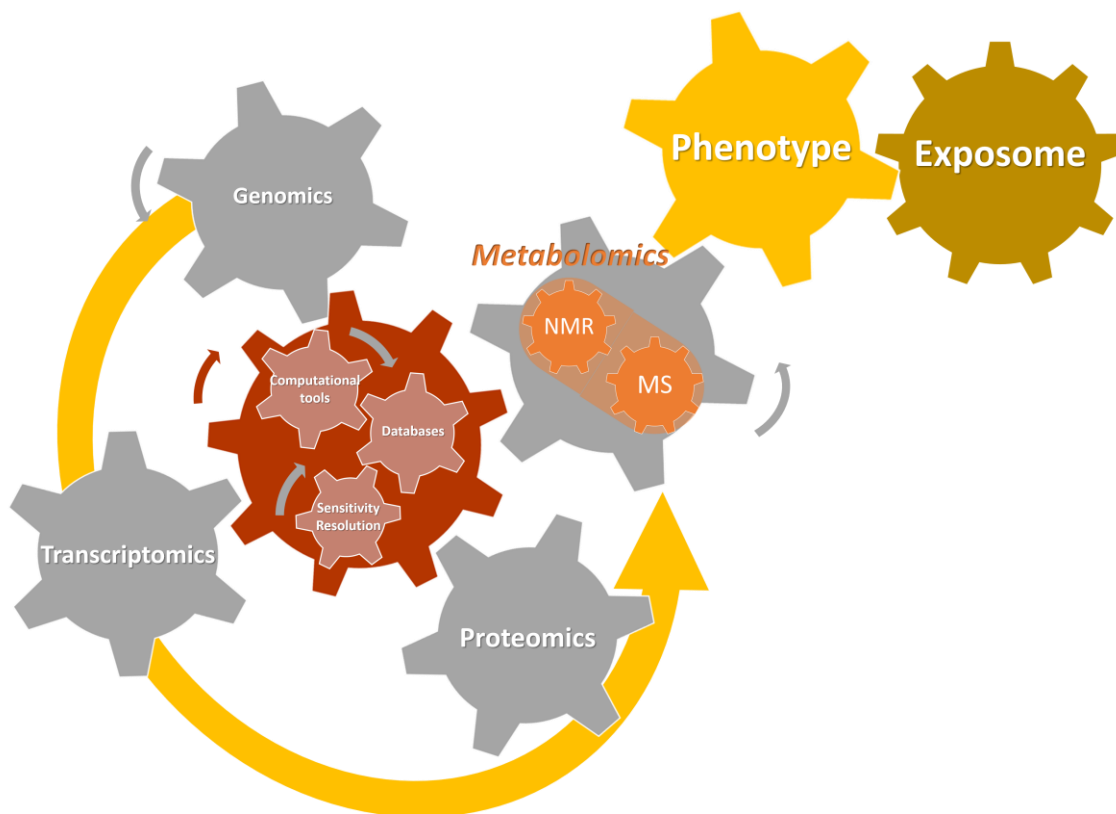 Phenotype
Exposome
Genomics
Metabolomics
NMR
MS
Computational
tools
Databases
Sensitivity
Resolution
Transcriptomics
Proteomics